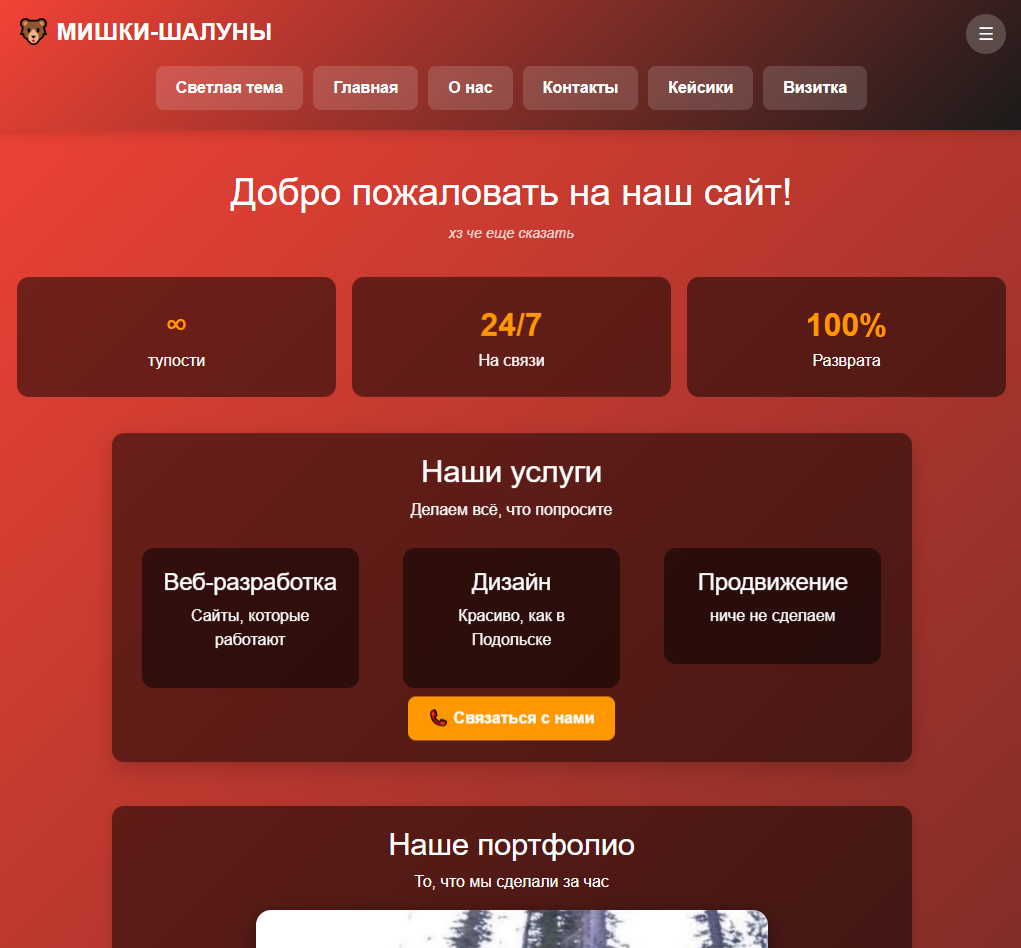 МИШКИ-ШАЛУНЫ
Светлая тема
Главная
О нас
Контакты
Кейсики
Визитка
Добро пожаловать на наш сайт!
хз че еще сказать
∞
тупости
24/7
На связи
100%
Разврата
Наши услуги
Делаем всё, что попросите
Веб-разработка
Сайты, которые
работают
Дизайн
Красиво, как в
Подольске
Продвижение
ниче не сделаем
Связаться с нами
Наше портфолио
То, что мы сделали за час